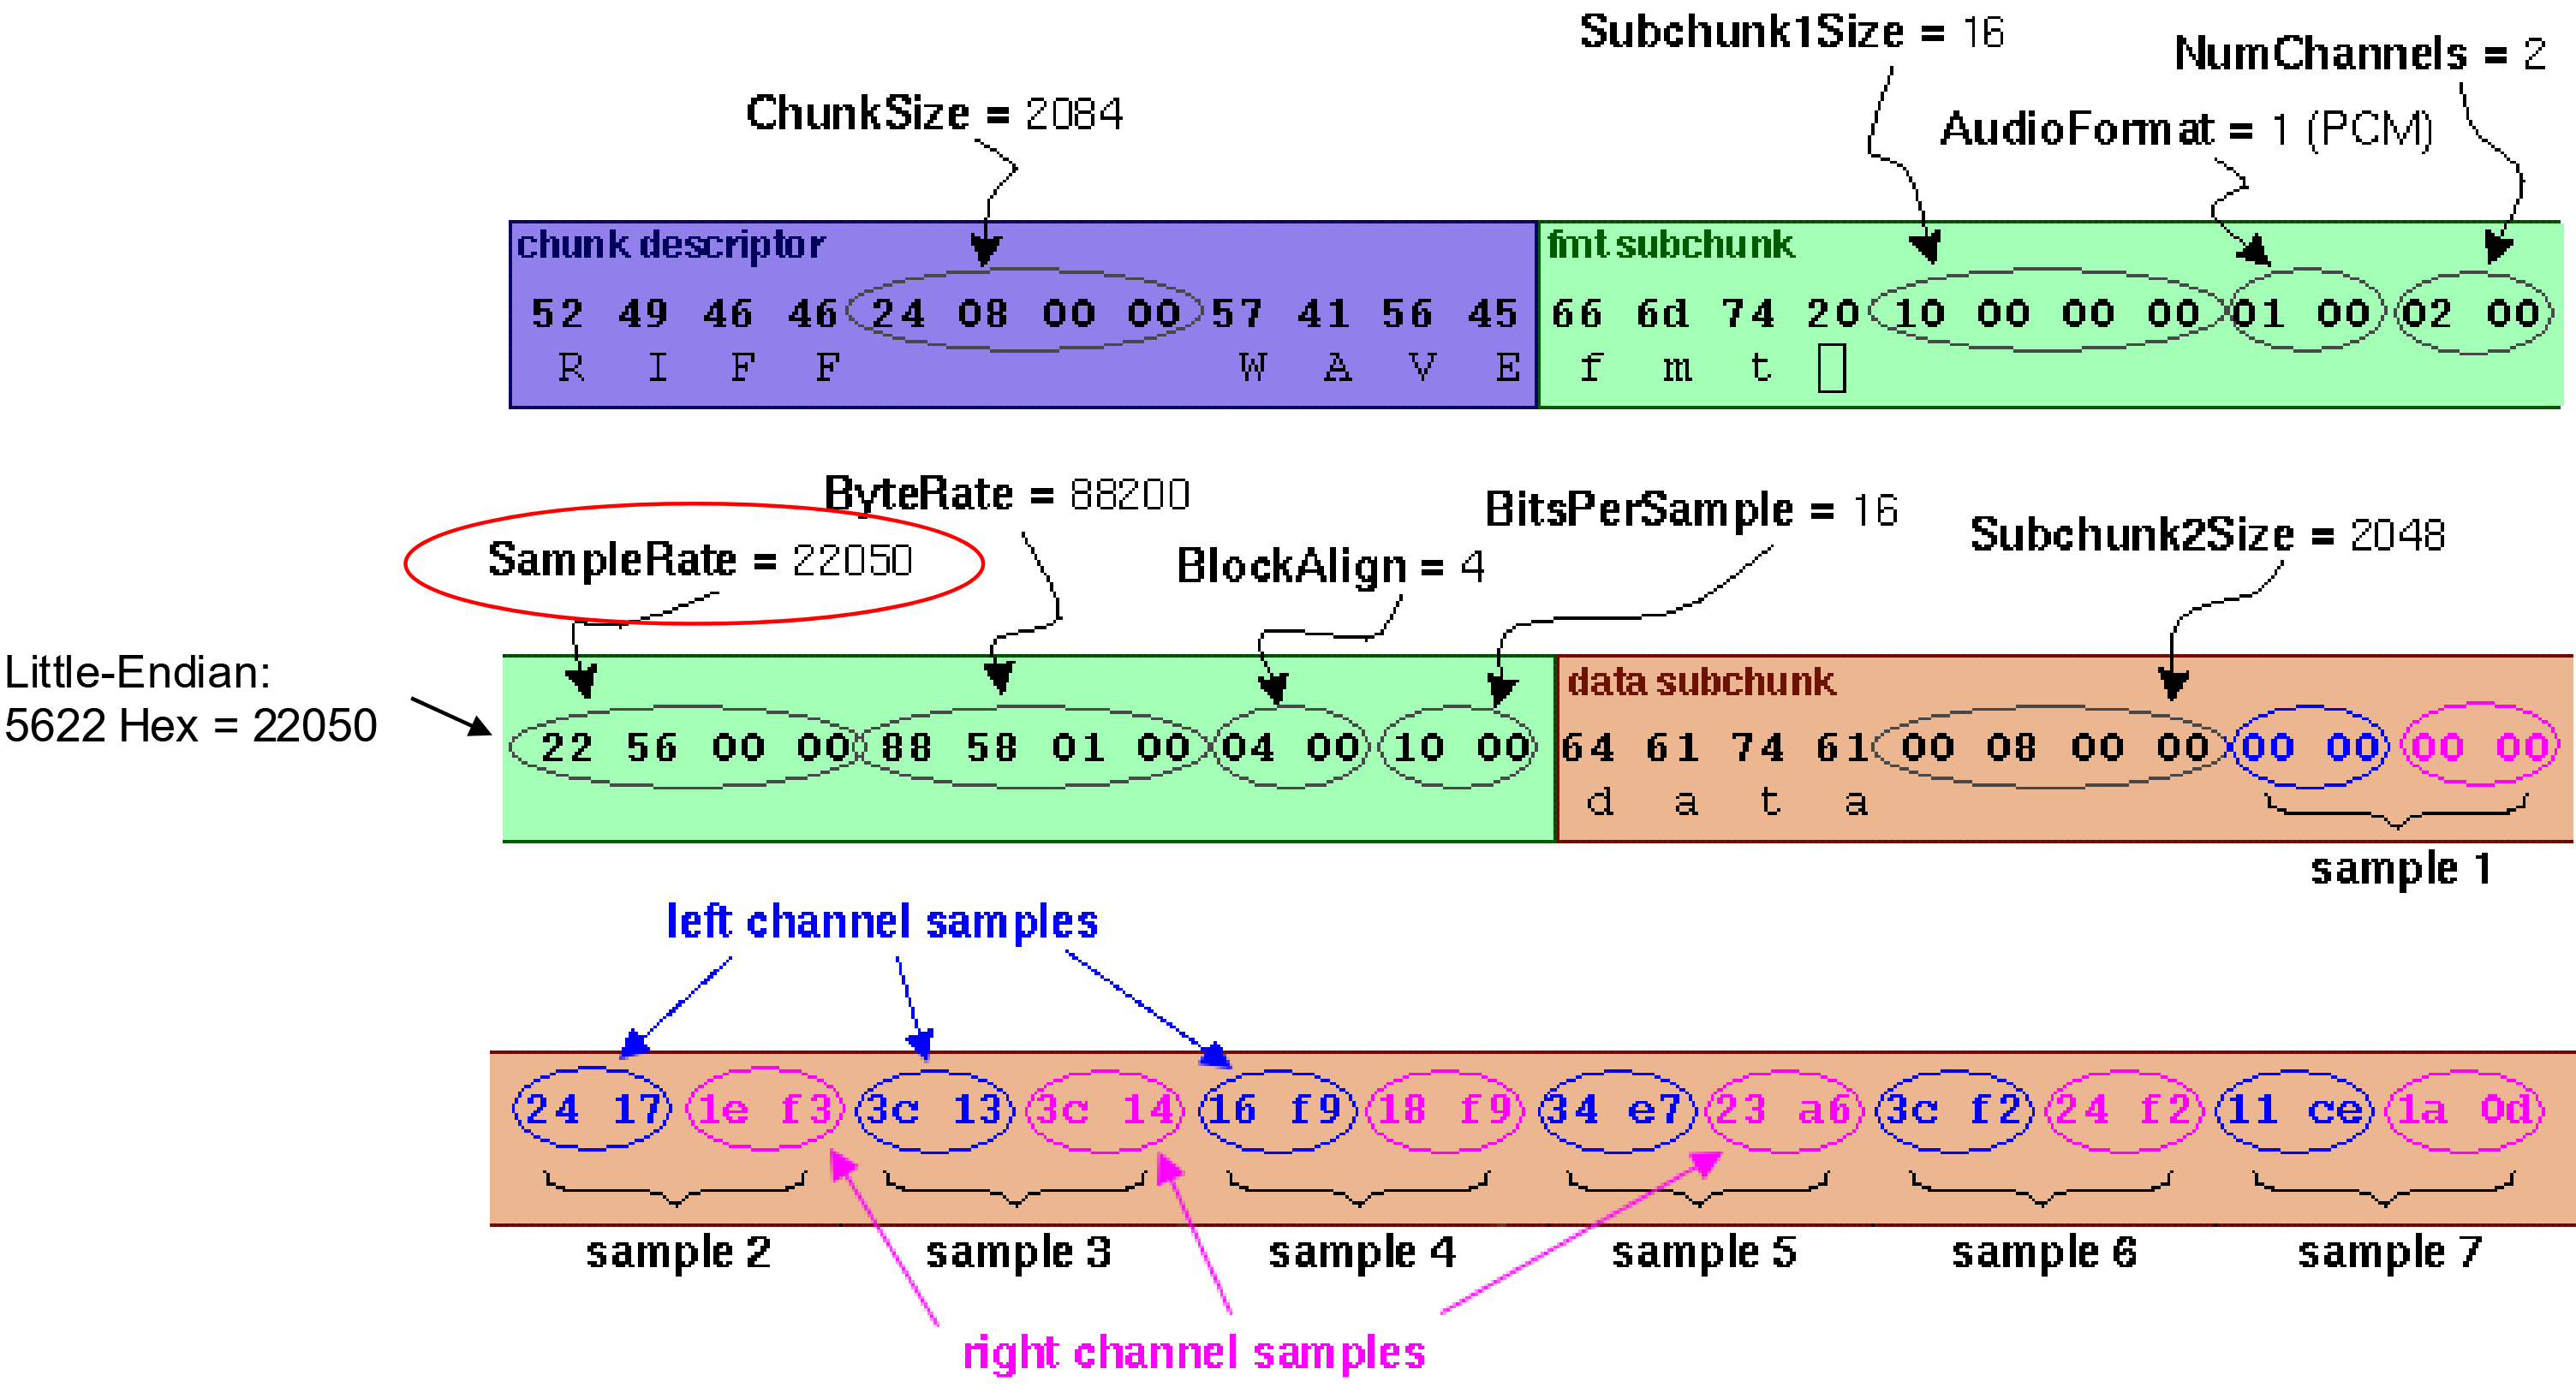 Subchunk1Size = 16
NumChannels = 2
ChunkSize = 2084
AudioFormat = 1 (PCM)
chunk descriptor
fmt subchunk
52 49 46 46 24 08 00 00 57 41 56 45 66 6d 74 20 10 00 00 00 01 00 02 00
R I F F W A V E f m t
ByteRate = 88200
BitsPerSample = 16
Subchunk2Size = 2048
SampleRate = 22050
BlockAlign = 4
Little-Endian:
5622 Hex = 22050
data subchunk
22 56 00 00 88 58 01 00 04 00 10 00 64 61 74 61 00 08 00 00 00 00 00 00
d a t a
sample 1
left channel samples
24 17 1e f3 3c 13 3c 14 16 f9 18 f9 34 e7 23 a6 3c f2 24 f2 11 ce 1a 0d
sample 2 sample 3 sample 4 sample 5 sample 6 sample 7
right channel samples